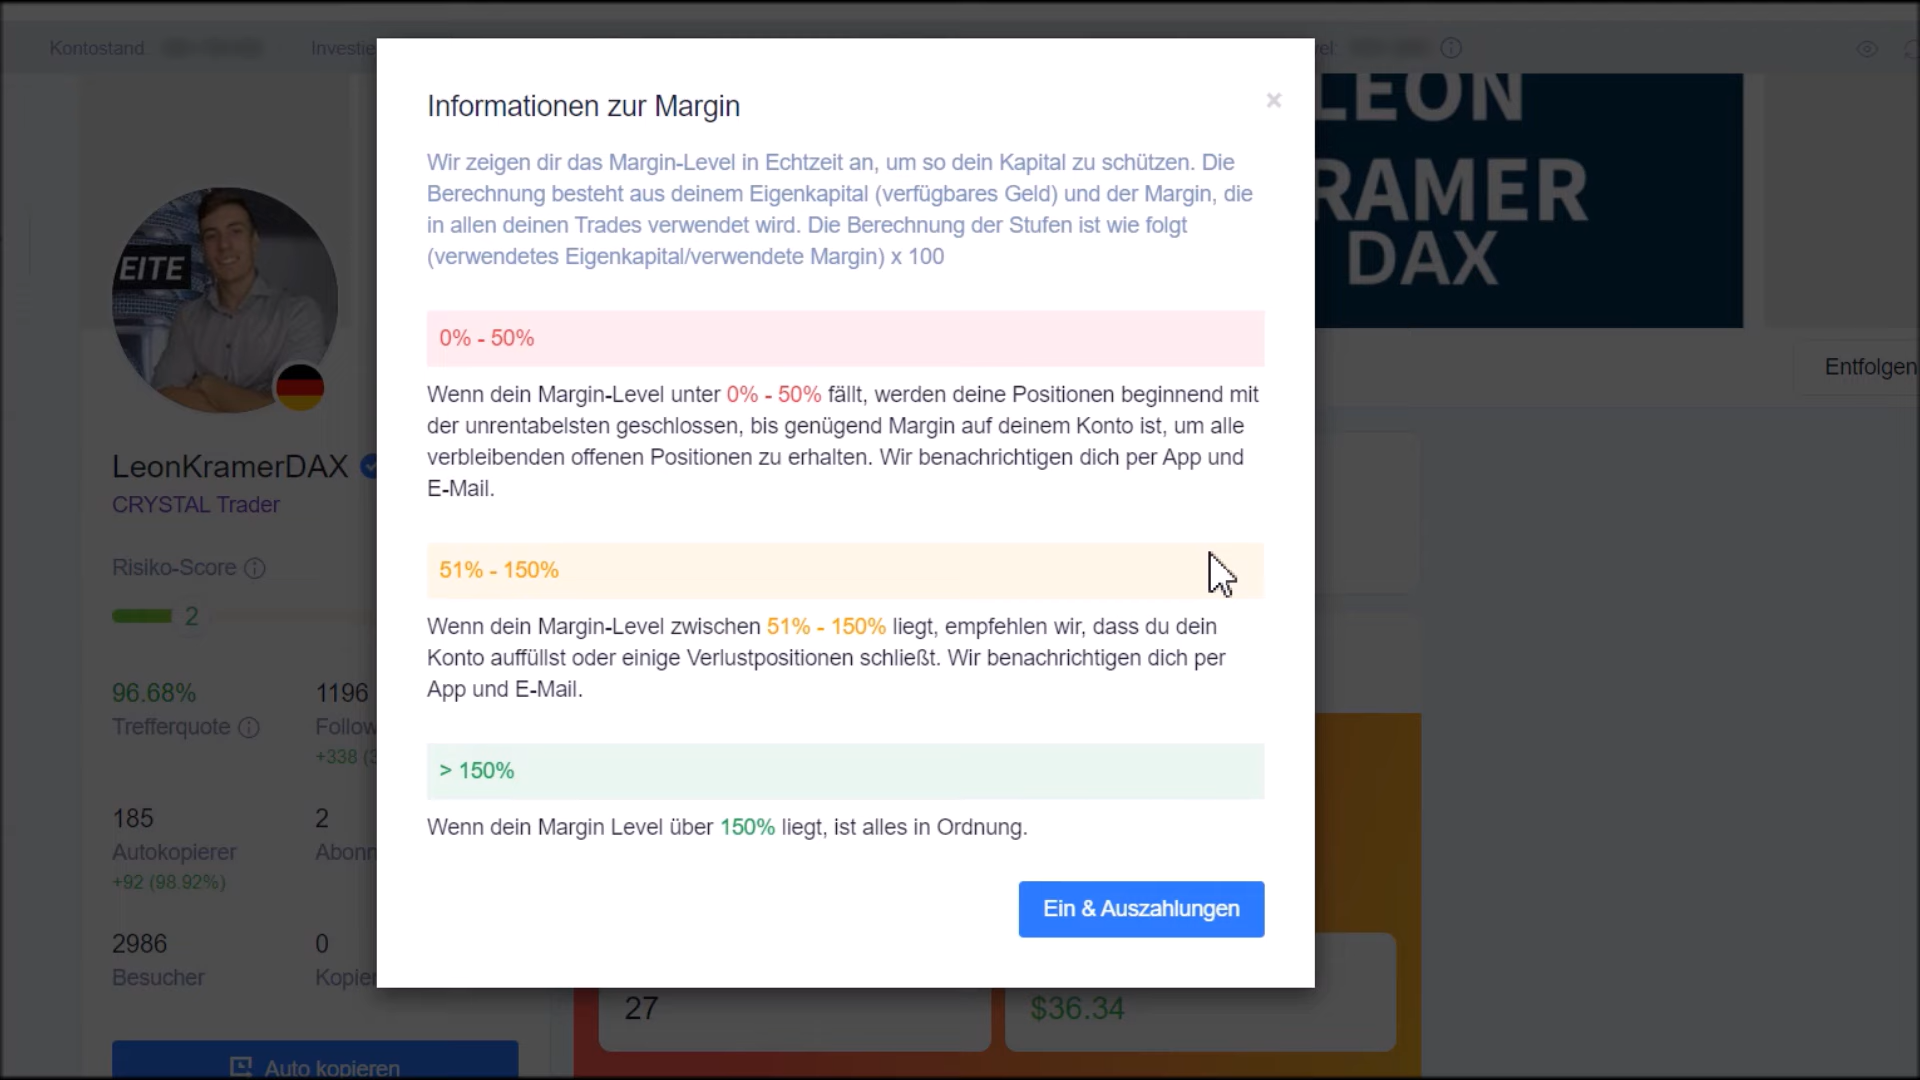 Kontostand
Informationen zur Margin
Wir zeigen dir das Margin-Level in Echtzeit an, um so dein Kapital zu schützen. Die
Berechnung besteht aus deinem Eigenkapital (verfügbares Geld) und der Margin, die
in allen deinen Trades verwendet wird. Die Berechnung der Stufen ist wie folgt
(verwendetes Eigenkapital/verwendete Margin) x 100
0% - 50%
Wenn dein Margin-Level unter 0% - 50% fällt, werden deine Positionen beginnend mit
der unrentabelsten geschlossen, bis genügend Margin auf deinem Konto ist, um alle
verbleibenden offenen Positionen zu erhalten. Wir benachrichtigen dich per App und
E-Mail.
51% - 150%
Wenn dein Margin-Level zwischen 51% - 150% liegt, empfehlen wir, dass du dein
Konto auffüllst oder einige Verlustpositionen schließt. Wir benachrichtigen dich per
App und E-Mail.
> 150%
Wenn dein Margin Level über 150% liegt, ist alles in Ordnung.
Ein & Auszahlungen
LEON
RAMER
DAX
Entfolgen
EITE
LeonKramerDAX
CRYSTAL Trader
Risiko-Score
2
96.68%
Trefferquote
1196
Follow
+338
185
Autokopierer
+92 (98.92%)
2
Abonn
2986
Besucher
0
Kopier
Auto kopieren
27
$36.34